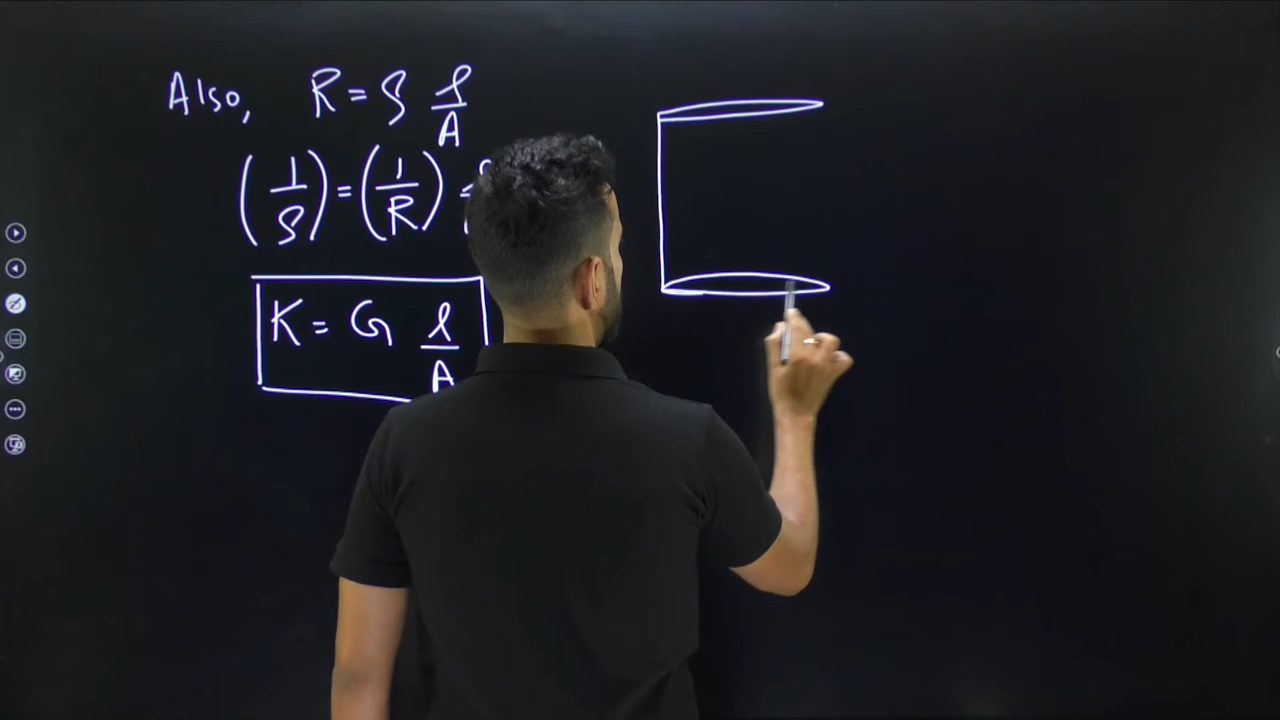 Also, R = ρ l/A
(1/ρ) = (1/R)
K = G l/A